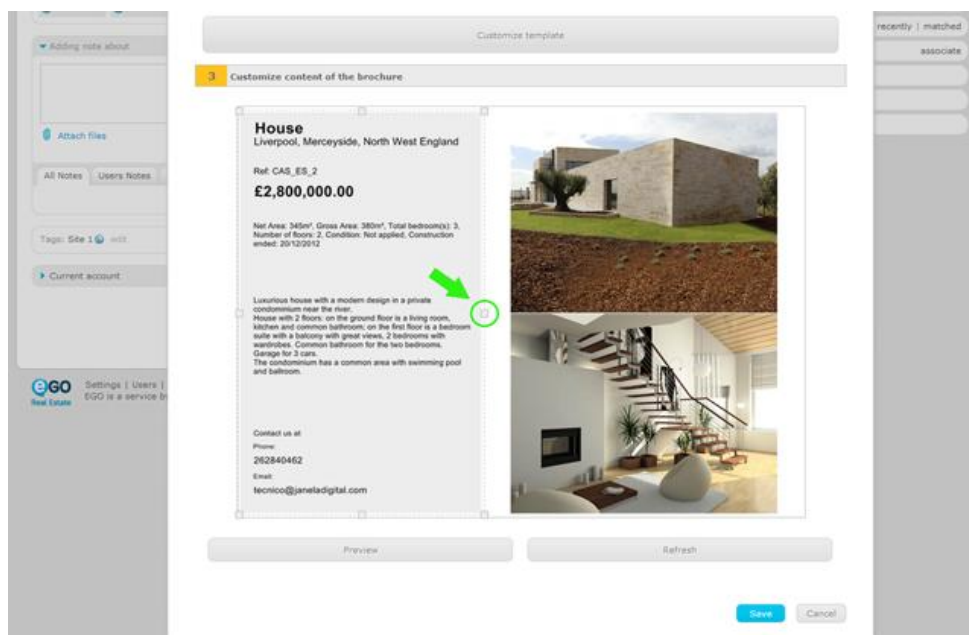 recently | matched
Customize template
Adding note about
associate
3 Customize content of the brochure
House
Liverpool, Merceyside, North West England
Attach files
Ref: CAS_ES_2
All Notes Users Notes
£2,800,000.00
Net Area: 345m², Gross Area: 380m², Total bedroom(s): 3,
Number of floors: 2, Condition: Not applied, Construction
ended: 20/12/2012
Tags: Site 1 edit
Current account
Luxurious house with a modern design in a private
condominium near the river.
House with 2 floors: on the ground floor is a living room,
kitchen and common bathroom; on the first floor is a bedroom
suite with a balcony with great views, 2 bedrooms with
wardrobes. Common bathroom for the two bedrooms.
Garage for 3 cars.
The condominium has a common area with swimming pool
and ballroom.
eGO Real Estate
Settings | Users |
EGO is a service by
Contact us at
Phone:
262840462
Email:
tecnico@janeladigital.com
Preview Refresh
Save Cancel